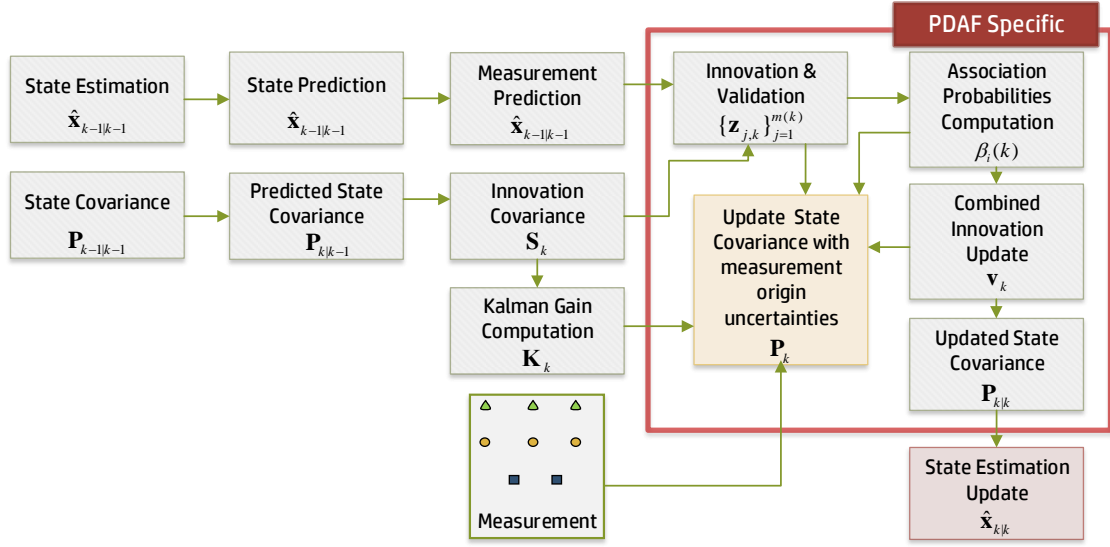 PDAF Specific
State Estimation
x̂ₖ₋₁|ₖ₋₁
State Prediction
x̂ₖ₋₁|ₖ₋₁
Measurement
Prediction
x̂ₖ₋₁|ₖ₋₁
Innovation &
Validation
{z_{j,k}}_{j=1}^{m(k)}
Association
Probabilities
Computation
βᵢ(k)
State Covariance
Pₖ₋₁|ₖ₋₁
Predicted State
Covariance
Pₖ|ₖ₋₁
Innovation
Covariance
Sₖ
Update State
Covariance with
measurement
origin
uncertainties
Pₖ
Combined
Innovation
Update
vₖ
Kalman Gain
Computation
Kₖ
Updated State
Covariance
Pₖ|ₖ
Measurement
State Estimation
Update
x̂ₖ|ₖ